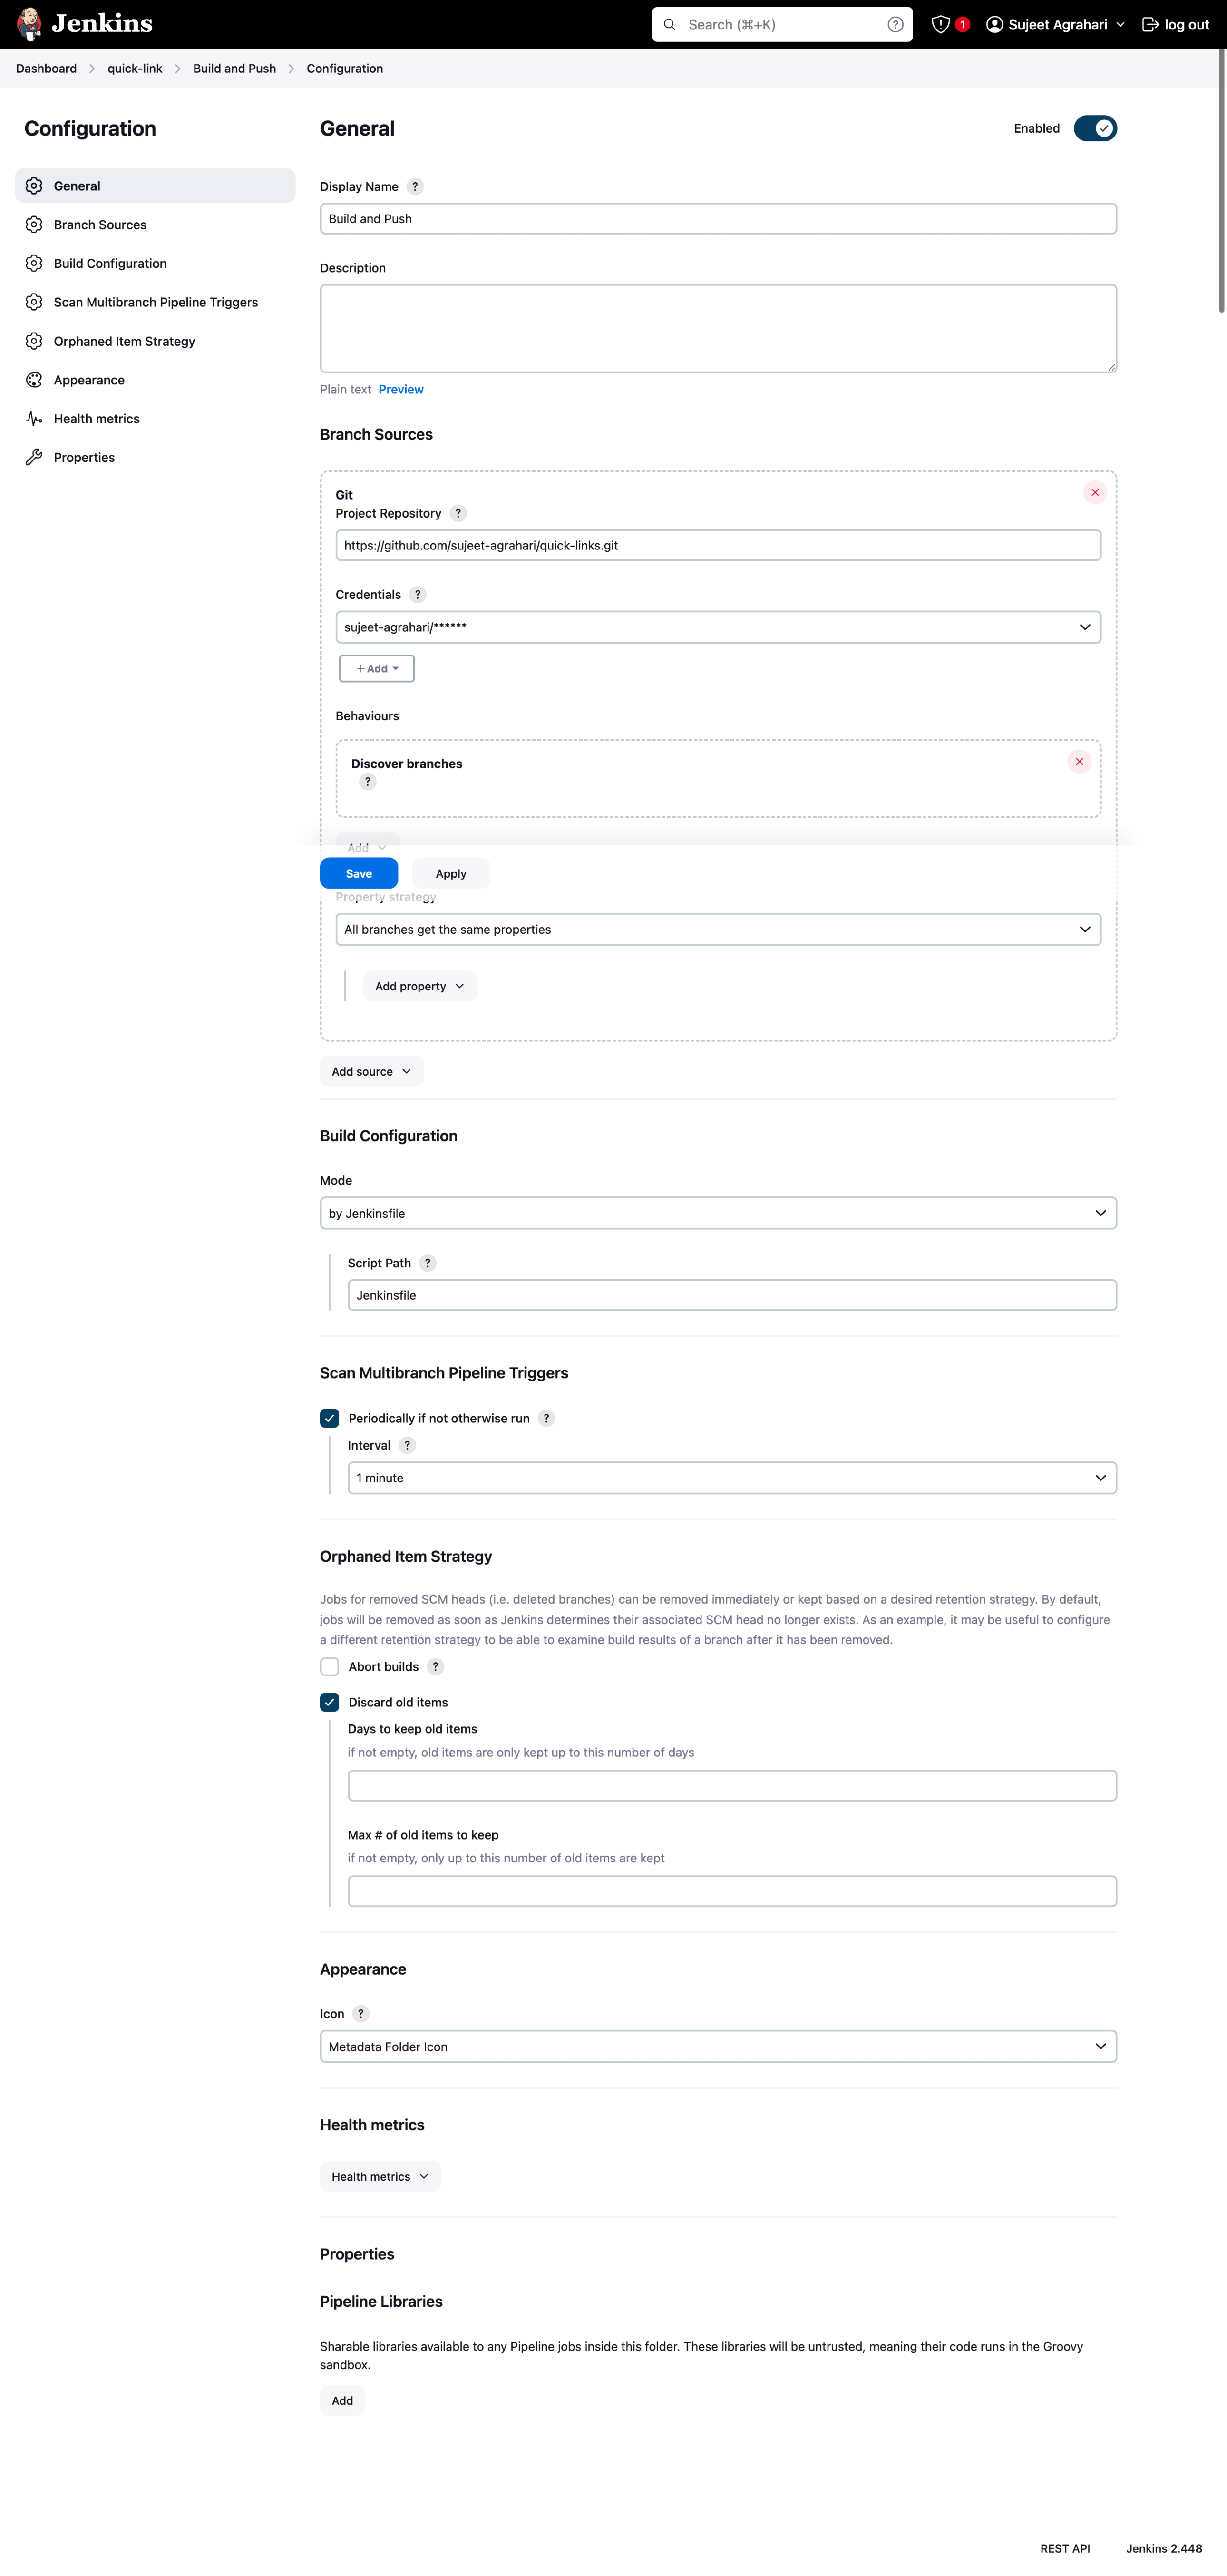 Jenkins
Search (⌘+K)
?
1
Sujeet Agrahari
log out
Dashboard > quick-link > Build and Push > Configuration
Configuration
General
Branch Sources
Build Configuration
Scan Multibranch Pipeline Triggers
Orphaned Item Strategy
Appearance
Health metrics
Properties
General
Enabled
Display Name ?
Build and Push
Description
Plain text Preview
Branch Sources
Git
Project Repository ?
https://github.com/sujeet-agrahari/quick-links.git
Credentials ?
sujeet-agrahari/******
+ Add
Behaviours
Discover branches
?
Add
Save
Apply
Property strategy
All branches get the same properties
Add property
Add source
Build Configuration
Mode
by Jenkinsfile
Script Path ?
Jenkinsfile
Scan Multibranch Pipeline Triggers
Periodically if not otherwise run ?
Interval ?
1 minute
Orphaned Item Strategy
Jobs for removed SCM heads (i.e. deleted branches) can be removed immediately or kept based on a desired retention strategy. By default,
jobs will be removed as soon as Jenkins determines their associated SCM head no longer exists. As an example, it may be useful to configure
a different retention strategy to be able to examine build results of a branch after it has been removed.
Abort builds ?
Discard old items
Days to keep old items
if not empty, old items are only kept up to this number of days
Max # of old items to keep
if not empty, only up to this number of old items are kept
Appearance
Icon ?
Metadata Folder Icon
Health metrics
Health metrics
Properties
Pipeline Libraries
Sharable libraries available to any Pipeline jobs inside this folder. These libraries will be untrusted, meaning their code runs in the Groovy
sandbox.
Add
REST API
Jenkins 2.448